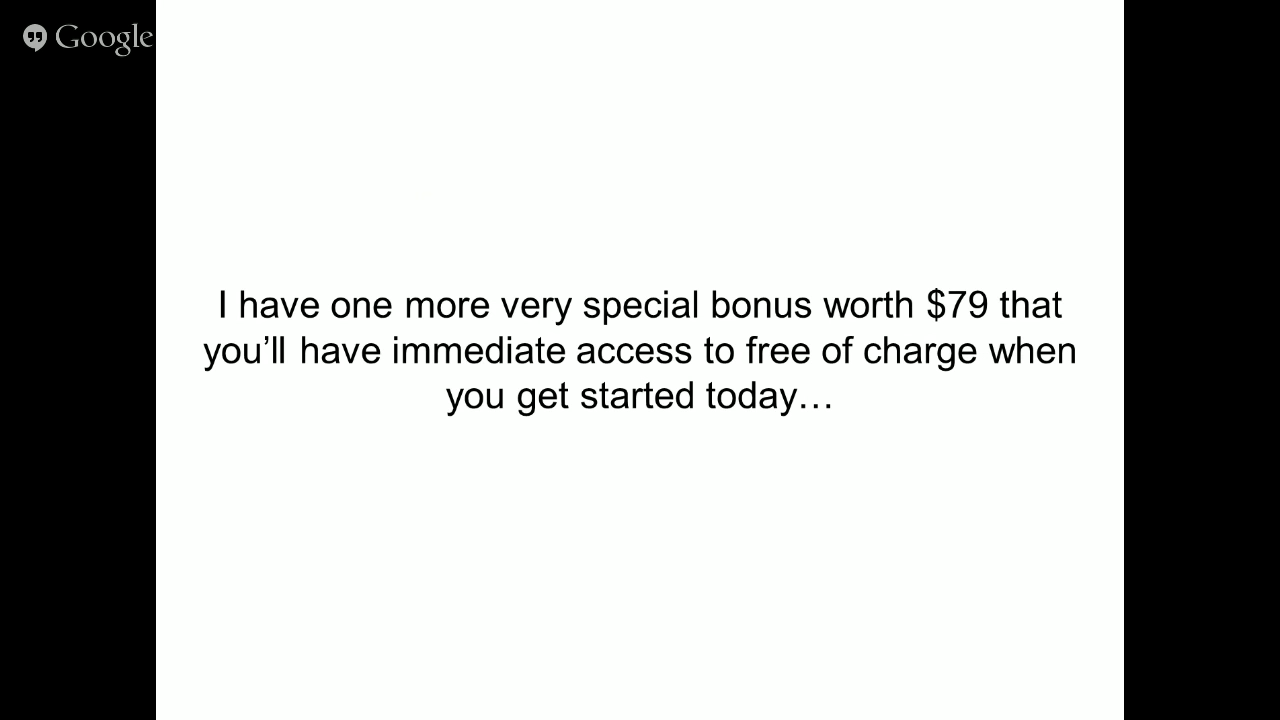 Google
I have one more very special bonus worth $79 that
you’ll have immediate access to free of charge when
you get started today…